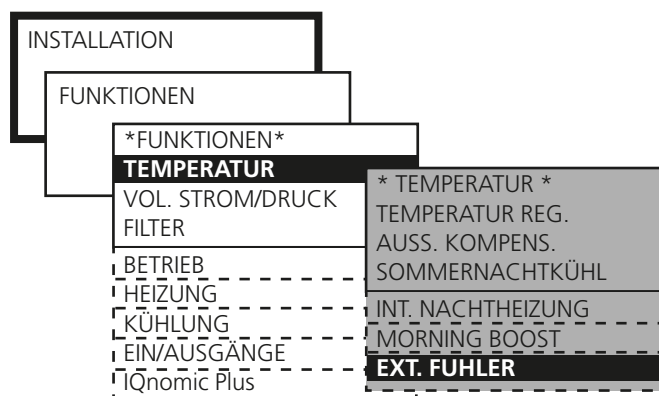 INSTALLATION
FUNKTIONEN
*FUNKTIONEN*
TEMPERATUR
VOL. STROM/DRUCK
FILTER
BETRIEB
HEIZUNG
KÜHLUNG
EIN/AUSGÄNGE
IQnomic Plus
* TEMPERATUR *
TEMPERATUR REG.
AUSS. KOMPENS.
SOMMERNACHTKÜHL
INT. NACHTHEIZUNG
MORNING BOOST
EXT. FUHLER